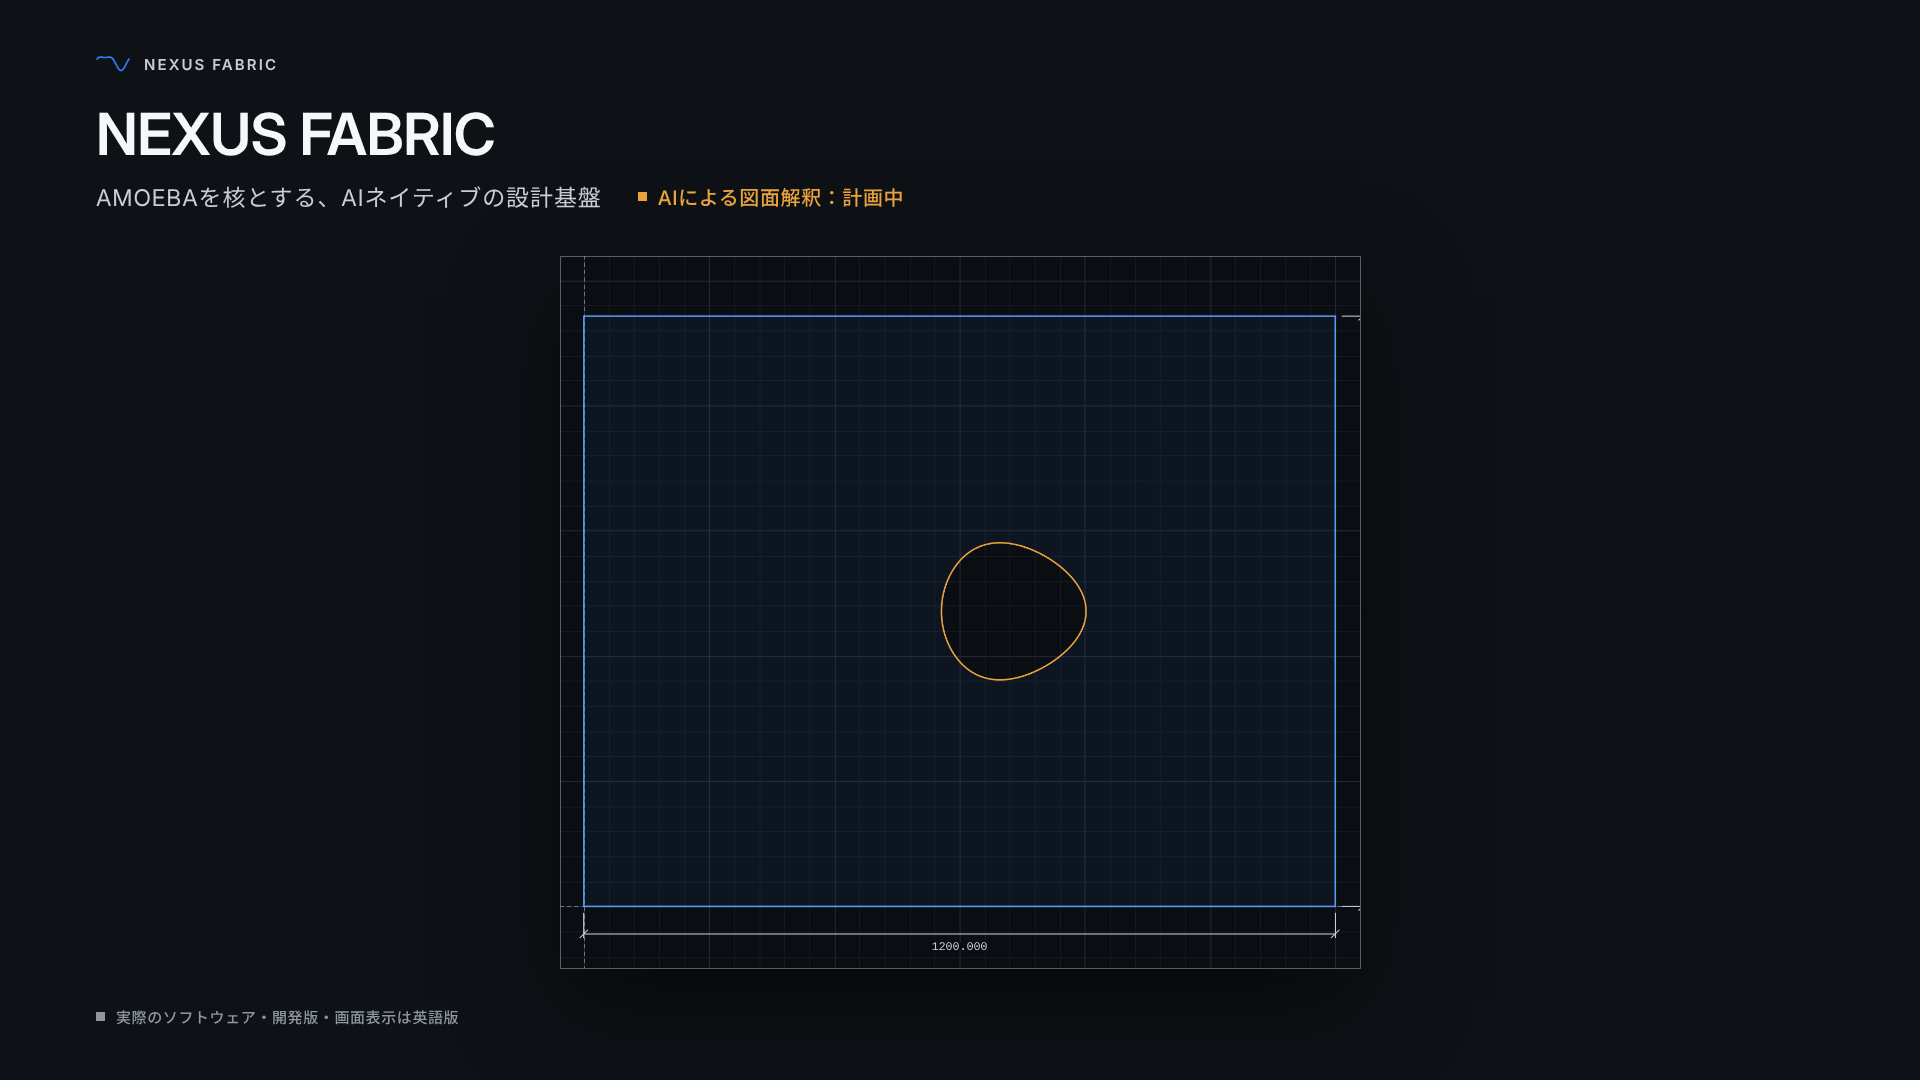 NEXUS FABRIC
NEXUS FABRIC
AMOEBAを核とする、AIネイティブの設計基盤
AIによる図面解釈：計画中
1200.000
実際のソフトウェア・開発版・画面表示は英語版